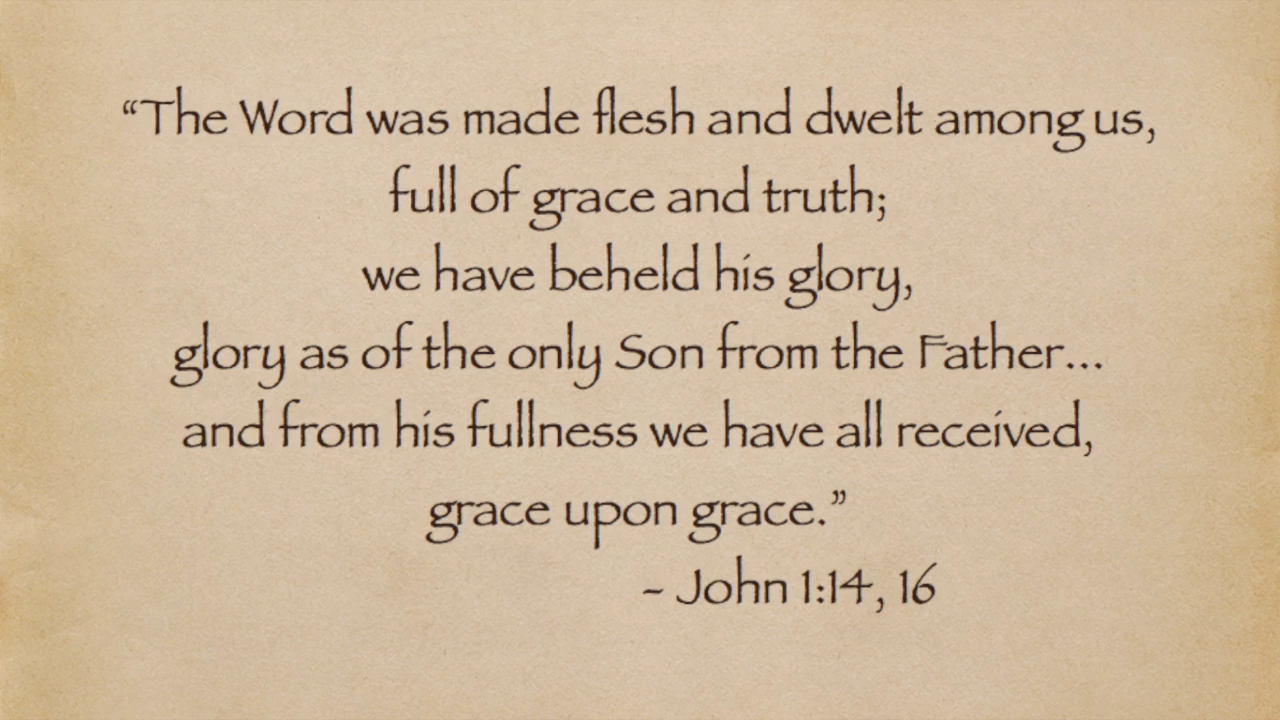 “The Word was made flesh and dwelt among us,
full of grace and truth;
we have beheld his glory,
glory as of the only Son from the Father...
and from his fullness we have all received,
grace upon grace.”
- John 1:14, 16